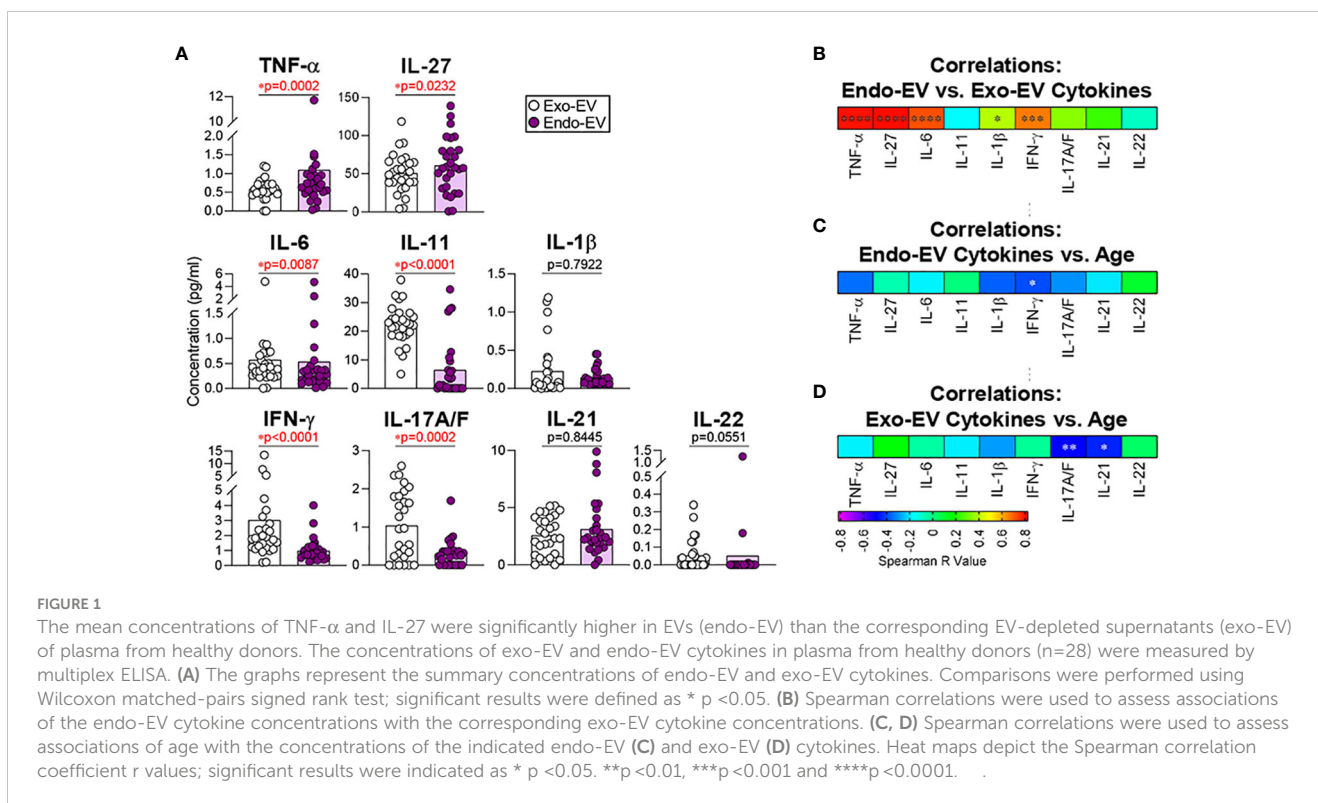 A
TNF-α
*p=0.0002
12
10
2.0
1.5
1.0
0.5
0.0
IL-27
*p=0.0232
150
100
50
0
Exo-EV
Endo-EV
Concentration (pg/ml)
IL-6
*p=0.0087
6
4
2
1.5
1.0
0.5
0.0
IL-11
*p<0.0001
40
30
20
10
0
IL-1β
p=0.7922
1.5
1.0
0.5
0.0
IFN-γ
*p<0.0001
15
10
5
4
3
2
1
0
IL-17A/F
*p=0.0002
3
2
1
0
IL-21
p=0.8445
10
5
0
IL-22
p=0.0551
1.5
1.0
0.5
0.4
0.3
0.2
0.1
0.0
B
Correlations:
Endo-EV vs. Exo-EV Cytokines
**** **** **** * ***
TNF-α IL-27 IL-6 IL-11 IL-1β IFN-γ IL-17A/F IL-21 IL-22
C
Correlations:
Endo-EV Cytokines vs. Age
*
TNF-α IL-27 IL-6 IL-11 IL-1β IFN-γ IL-17A/F IL-21 IL-22
D
Correlations:
Exo-EV Cytokines vs. Age
** *
TNF-α IL-27 IL-6 IL-11 IL-1β IFN-γ IL-17A/F IL-21 IL-22
-0.8 -0.6 -0.4 -0.2 0 0.2 0.4 0.6 0.8
Spearman R Value
FIGURE 1
The mean concentrations of TNF-α and IL-27 were significantly higher in EVs (endo-EV) than the corresponding EV-depleted supernatants (exo-EV)
of plasma from healthy donors. The concentrations of exo-EV and endo-EV cytokines in plasma from healthy donors (n=28) were measured by
multiplex ELISA. (A) The graphs represent the summary concentrations of endo-EV and exo-EV cytokines. Comparisons were performed using
Wilcoxon matched-pairs signed rank test; significant results were defined as * p <0.05. (B) Spearman correlations were used to assess associations
of the endo-EV cytokine concentrations with the corresponding exo-EV cytokine concentrations. (C, D) Spearman correlations were used to assess
associations of age with the concentrations of the indicated endo-EV (C) and exo-EV (D) cytokines. Heat maps depict the Spearman correlation
coefficient r values; significant results were indicated as * p <0.05. **p<0.01, ***p<0.001 and ****p<0.0001. .